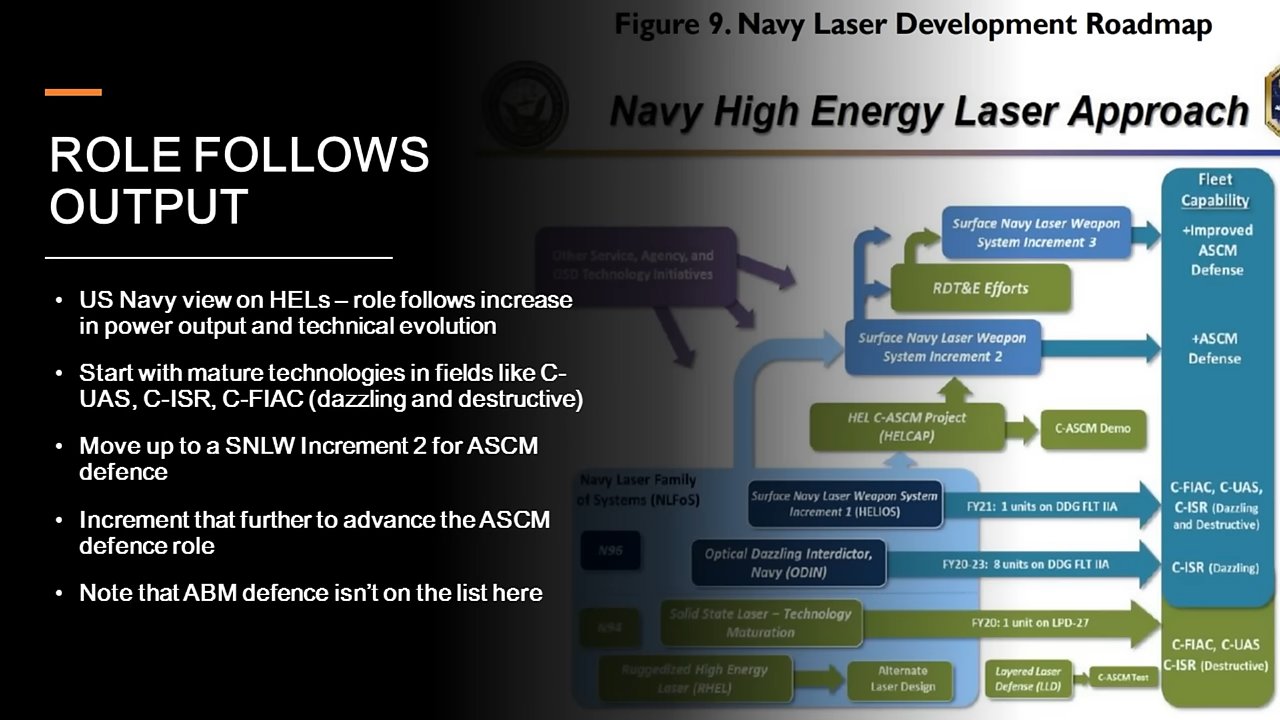 Figure 9. Navy Laser Development Roadmap
Navy High Energy Laser Approach
ROLE FOLLOWS
OUTPUT
• US Navy view on HELs – role follows increase
in power output and technical evolution
• Start with mature technologies in fields like C-
UAS, C-ISR, C-FIAC (dazzling and destructive)
• Move up to a SNLW Increment 2 for ASCM
defence
• Increment that further to advance the ASCM
defence role
• Note that ABM defence isn’t on the list here
Other Service, Agency, and
OSD Technology Initiatives
Surface Navy Laser Weapon
System Increment 3
RDT&E Efforts
Surface Navy Laser Weapon
System Increment 2
HEL C-ASCM Project
(HELCAP)
C-ASCM Demo
Navy Laser Family
of Systems (NLFoS)
Surface Navy Laser Weapon System
Increment 1 (HELIOS)
FY21: 1 units on DDG FLT IIA
N96
Optical Dazzling Interdictor,
Navy (ODIN)
FY20-23: 8 units on DDG FLT IIA
N94
Solid State Laser – Technology
Maturation
FY20: 1 unit on LPD-27
Ruggedized High Energy
Laser (RHEL)
Alternate
Laser Design
Layered Laser
Defense (LLD)
C-ASCM Test
Fleet
Capability
+Improved
ASCM
Defense
+ASCM
Defense
C-FIAC, C-UAS,
C-ISR (Dazzling
and Destructive)
C-ISR (Dazzling)
C-FIAC, C-UAS
C-ISR (Destructive)